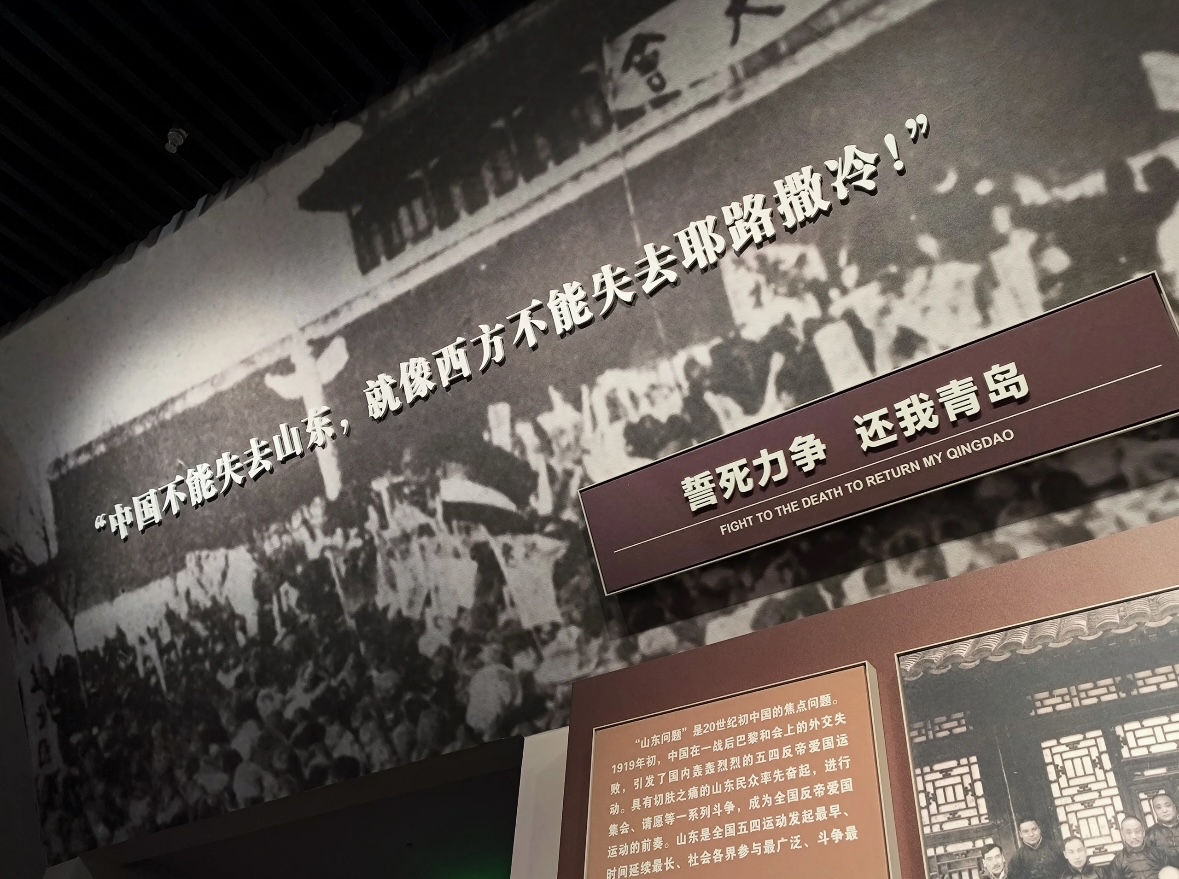 大
會
“中国不能失去山东，就像西方不能失去耶路撒冷！”
誓死力争 还我青岛
FIGHT TO THE DEATH TO RETURN MY QINGDAO
“山东问题”是20世纪初中国的焦点问题。
1919年初，中国在一战后巴黎和会上的外交失
败，引发了国内轰轰烈烈的五四反帝爱国运
动。具有切肤之痛的山东民众率先奋起，进行
集会、请愿等一系列斗争，成为全国反帝爱国
运动的前奏。山东是全国五四运动发起最早、
时间延续最长、社会各界参与最广泛、斗争最